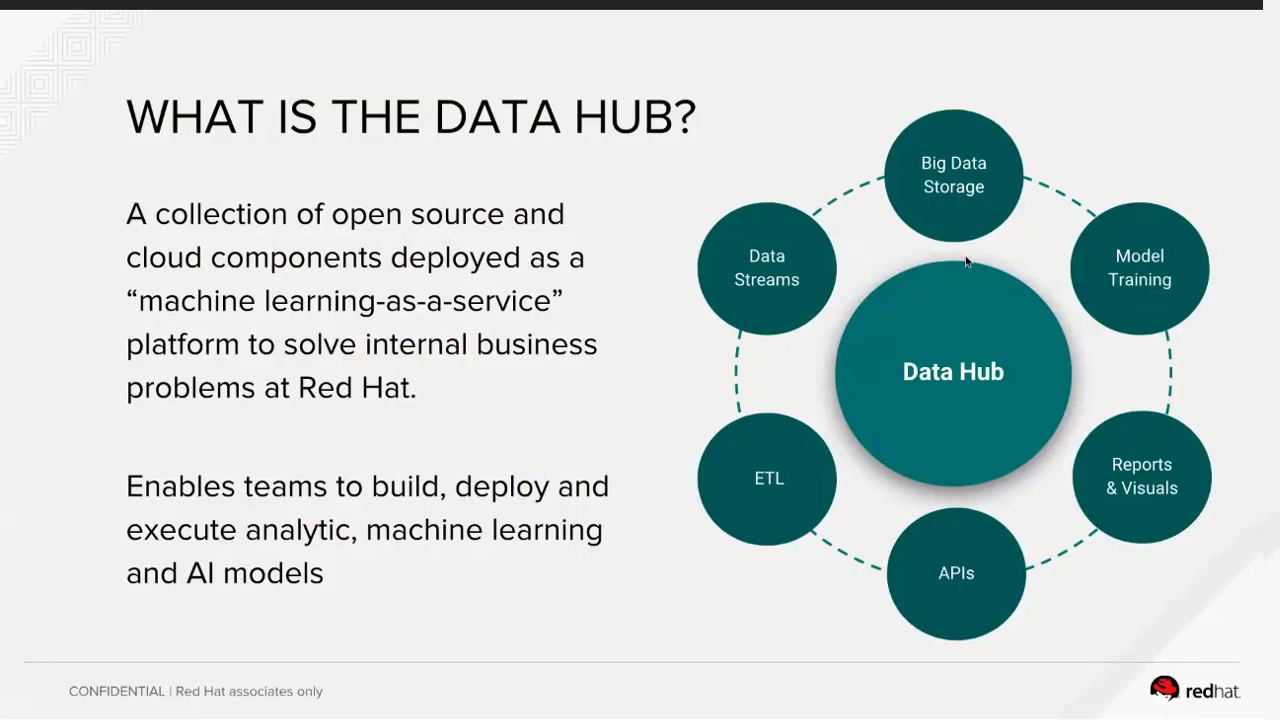 WHAT IS THE DATA HUB?
A collection of open source and
cloud components deployed as a
“machine learning-as-a-service”
platform to solve internal business
problems at Red Hat.
Enables teams to build, deploy and
execute analytic, machine learning
and AI models
Big Data
Storage
Data
Streams
Model
Training
Data Hub
ETL
Reports
& Visuals
APIs
CONFIDENTIAL | Red Hat associates only
redhat.